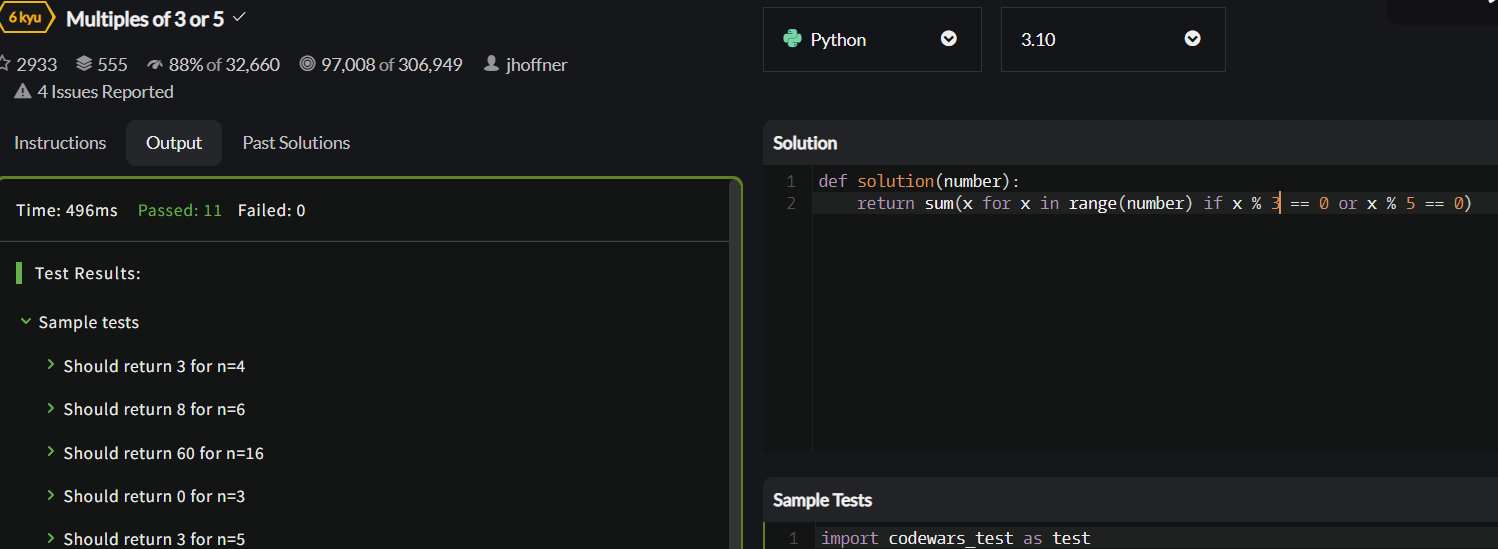 6 kyu Multiples of 3 or 5
2933 555 88% of 32,660 97,008 of 306,949 jhoffner
4 Issues Reported
Instructions Output Past Solutions
Time: 496ms Passed: 11 Failed: 0
Test Results:
Sample tests
Should return 3 for n=4
Should return 8 for n=6
Should return 60 for n=16
Should return 0 for n=3
Should return 3 for n=5
Python 3.10
Solution
1 def solution(number):
2 return sum(x for x in range(number) if x % 3 == 0 or x % 5 == 0)
Sample Tests
1 import codewars_test as test